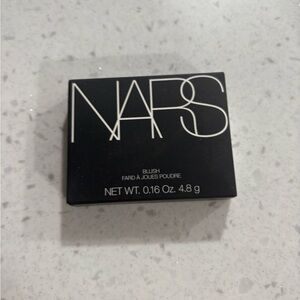 NARS
BLUSH
FARD À JOUES POUDRE
NET WT. 0.16 Oz. 4.8 g